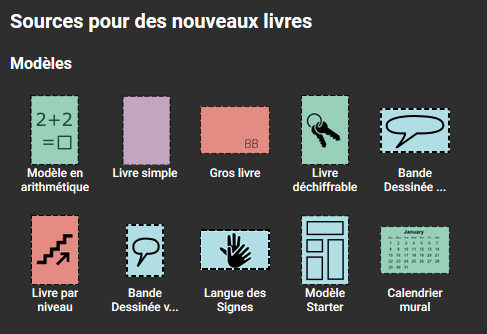 Sources pour des nouveaux livres
Modèles
2+2
=
Modèle en
arithmétique
Livre simple
BB
Gros livre
Livre
déchiffrable
Bande
Dessinée ...
Livre par
niveau
Bande
Dessinée v...
Langue des
Signes
Modèle
Starter
January
Calendrier
mural